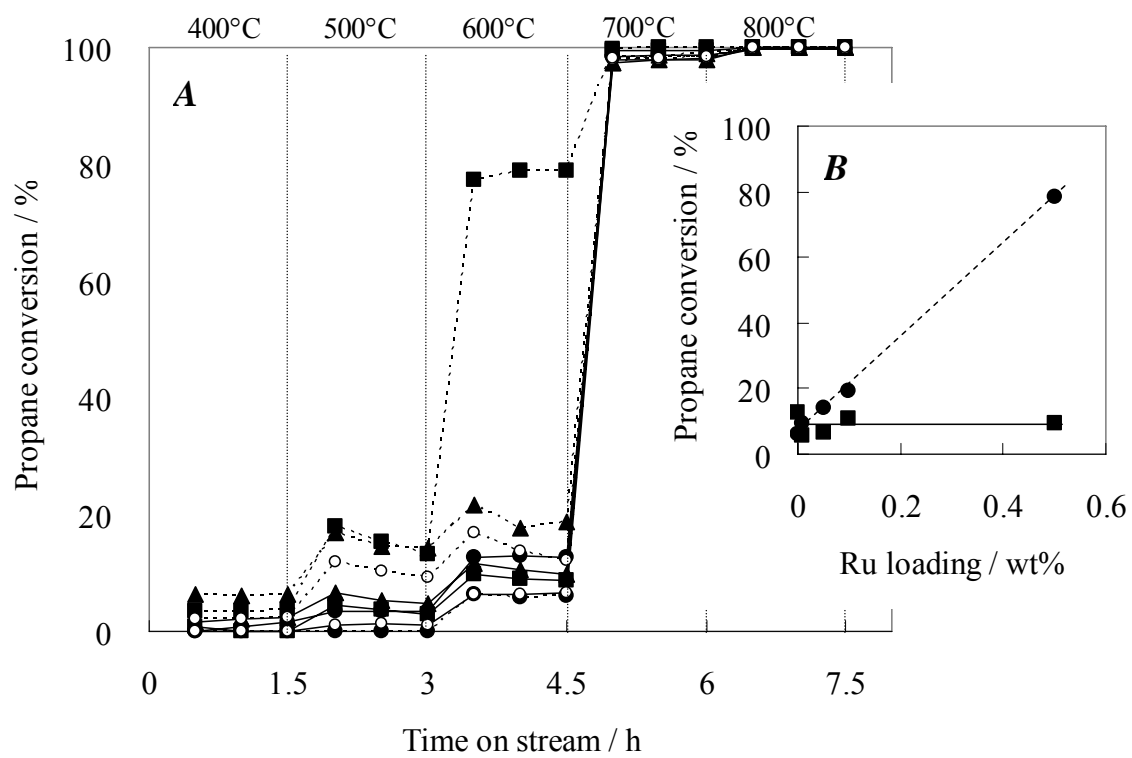 400°C 500°C 600°C 700°C 800°C
100
80
60
40
20
0
Propane conversion / %
A
0 1.5 3 4.5 6 7.5
Time on stream / h
B
100
80
60
40
20
0
Propane conversion / %
0 0.2 0.4 0.6
Ru loading / wt%